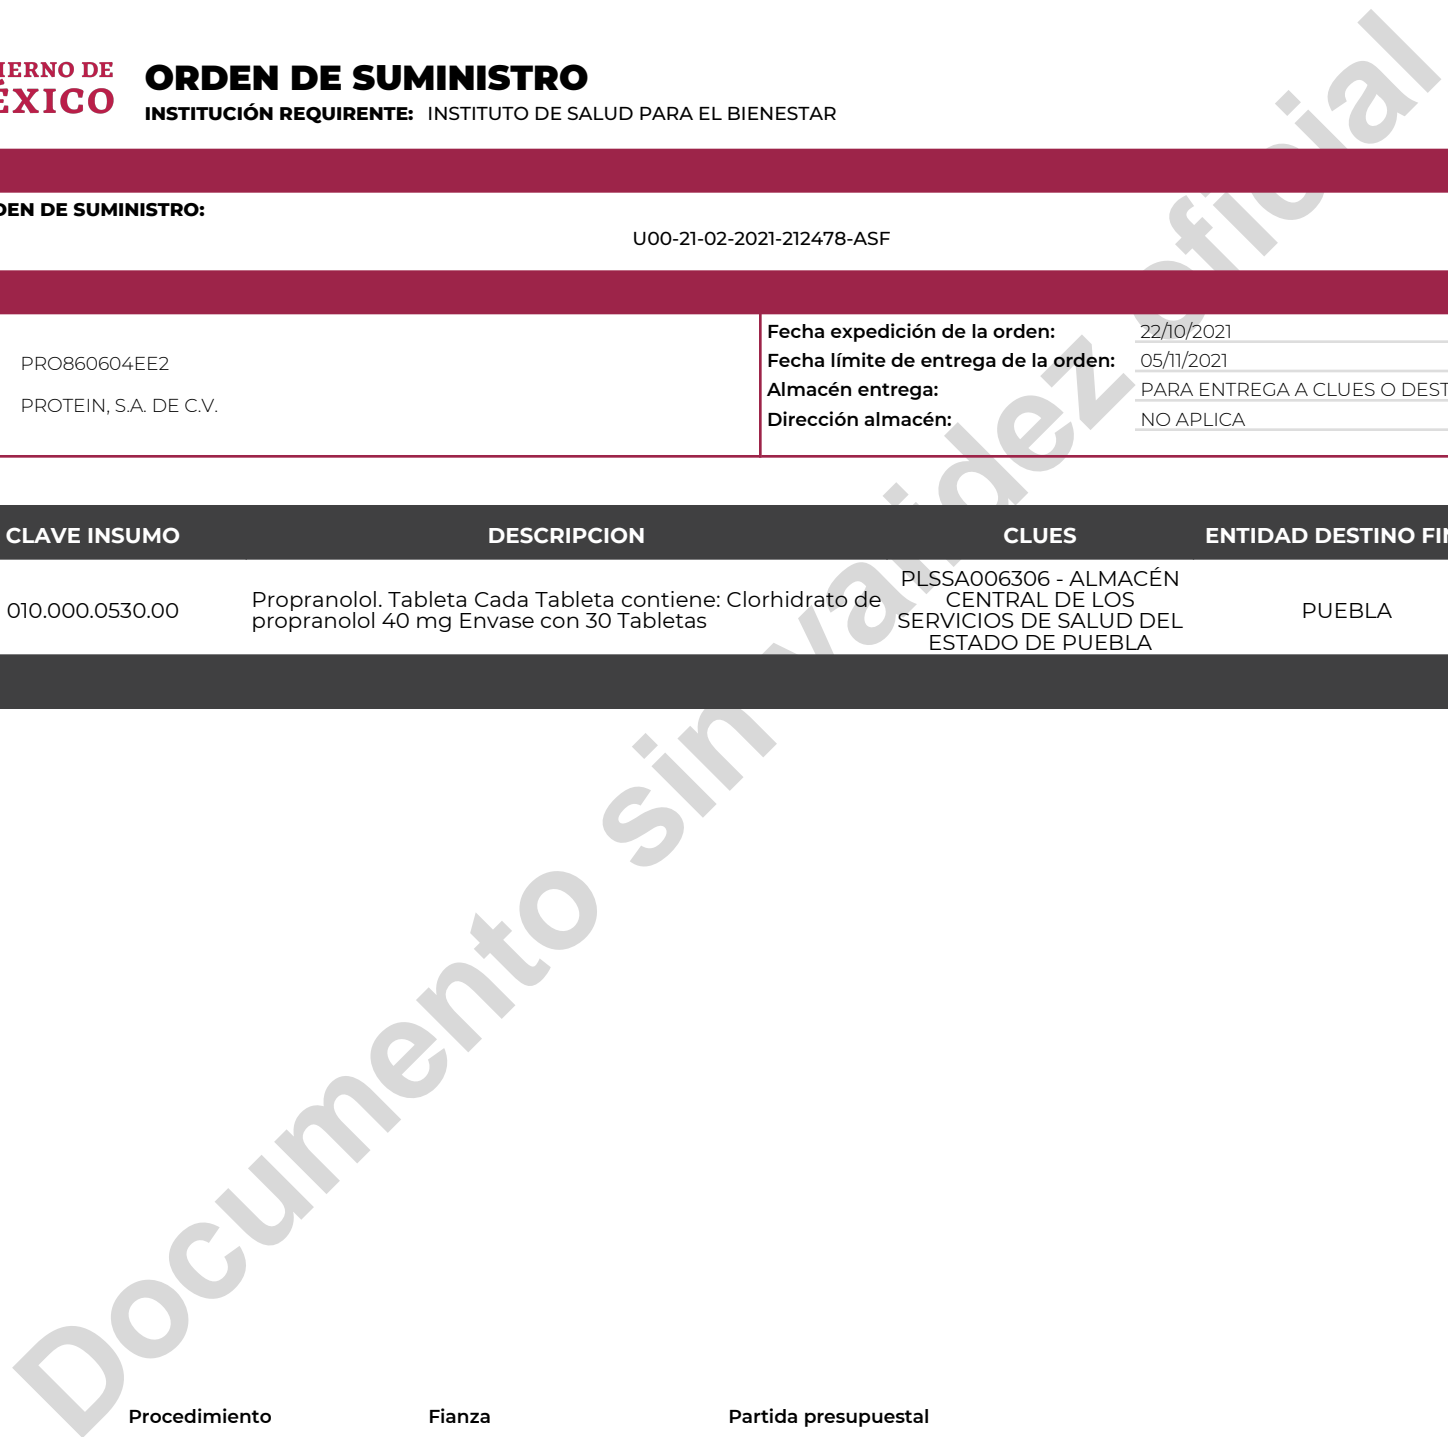 IERNO DE
ÉXICO
ORDEN DE SUMINISTRO
INSTITUCIÓN REQUIRENTE: INSTITUTO DE SALUD PARA EL BIENESTAR
DEN DE SUMINISTRO:
U00-21-02-2021-212478-ASF
PRO860604EE2
PROTEIN, S.A. DE C.V.
Fecha expedición de la orden: 22/10/2021
Fecha límite de entrega de la orden: 05/11/2021
Almacén entrega: PARA ENTREGA A CLUES O DEST
Dirección almacén: NO APLICA
CLAVE INSUMO DESCRIPCION CLUES ENTIDAD DESTINO FIN
010.000.0530.00
Propranolol. Tableta Cada Tableta contiene: Clorhidrato de
propranolol 40 mg Envase con 30 Tabletas
PLSSA006306 - ALMACÉN
CENTRAL DE LOS
SERVICIOS DE SALUD DEL
ESTADO DE PUEBLA
PUEBLA
Documento sin validez oficial
Procedimiento Fianza Partida presupuestal